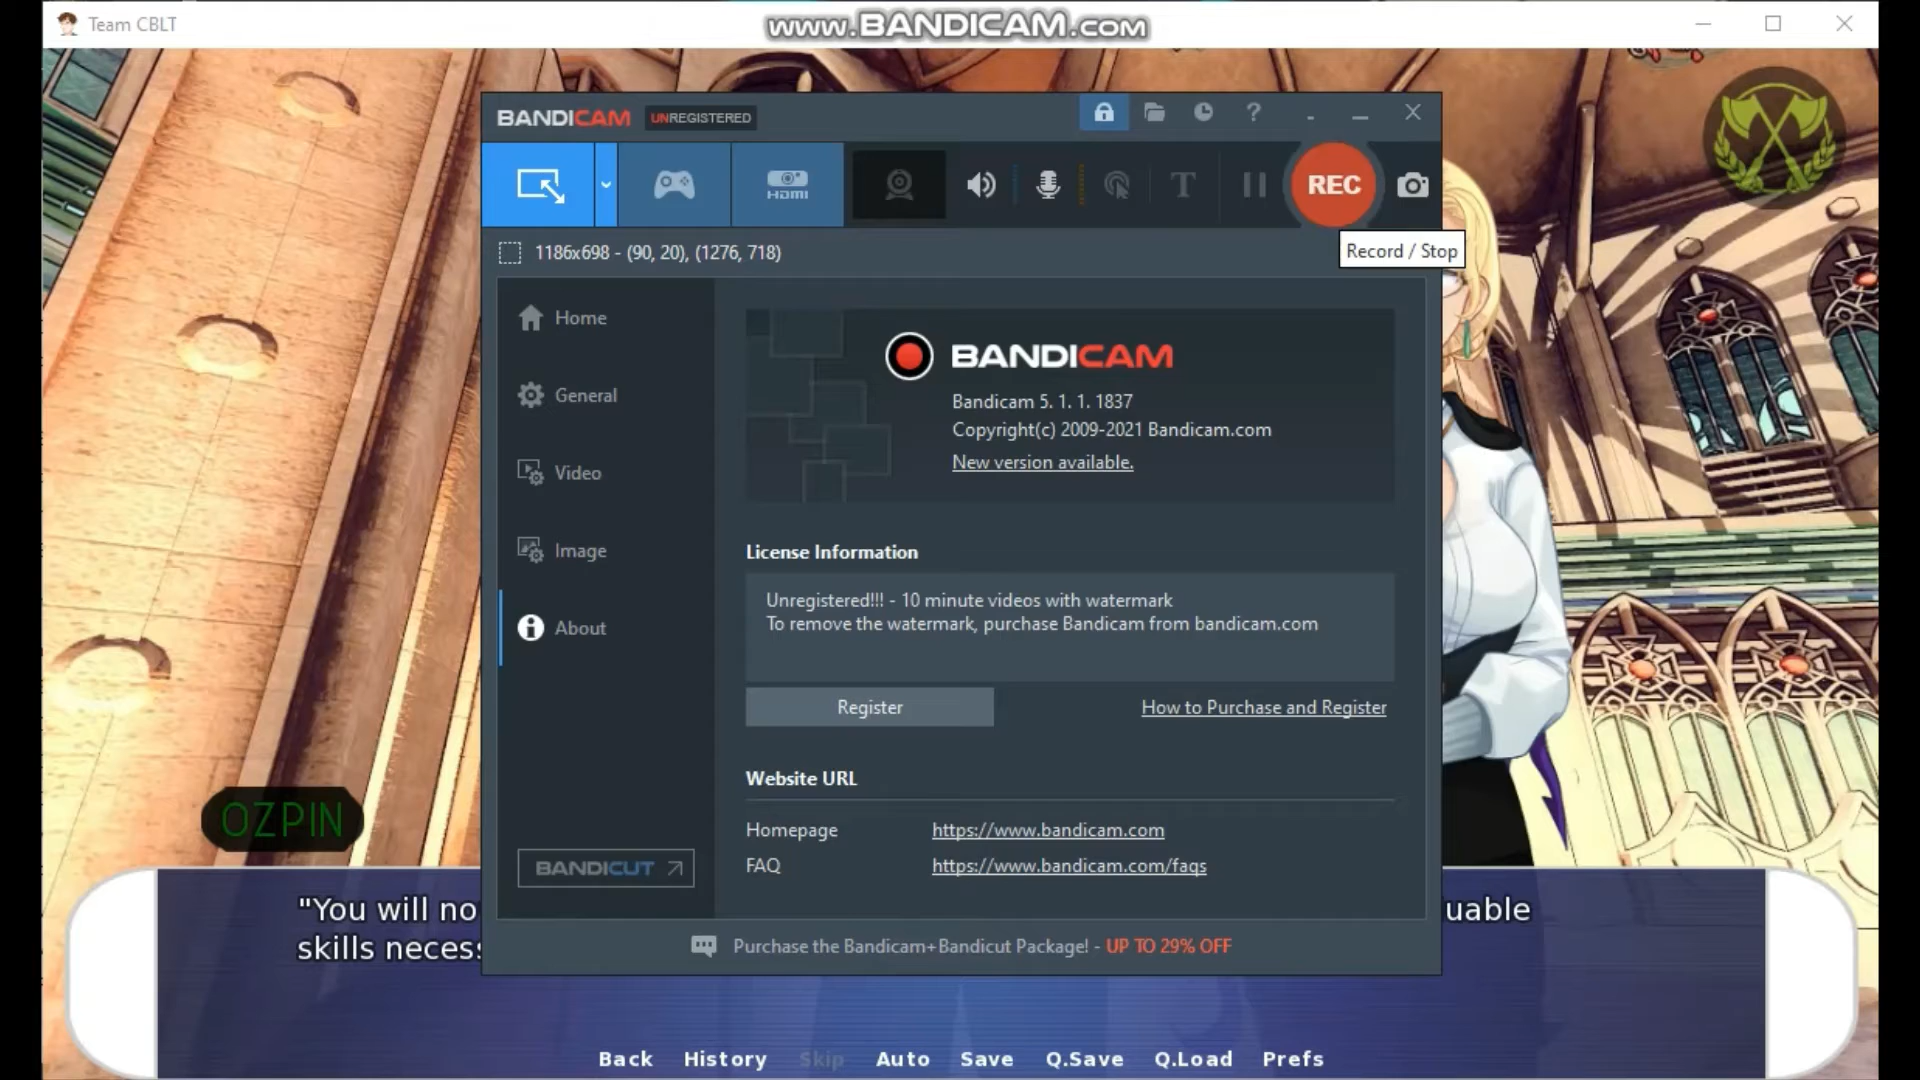 Team CBLT
www.BANDICAM.com
BANDICAM UNREGISTERED
HDMI
T
REC
1186x698 - (90, 20), (1276, 718)
Record / Stop
Home
General
Video
Image
About
BANDICUT
BANDICAM
Bandicam 5. 1. 1. 1837
Copyright(c) 2009-2021 Bandicam.com
New version available.
License Information
Unregistered!!! - 10 minute videos with watermark
To remove the watermark, purchase Bandicam from bandicam.com
Register
How to Purchase and Register
Website URL
Homepage https://www.bandicam.com
FAQ https://www.bandicam.com/faqs
Purchase the Bandicam+Bandicut Package! - UP TO 29% OFF
OZPIN
"You will no uable
skills necess
Back History Skip Auto Save Q.Save Q.Load Prefs